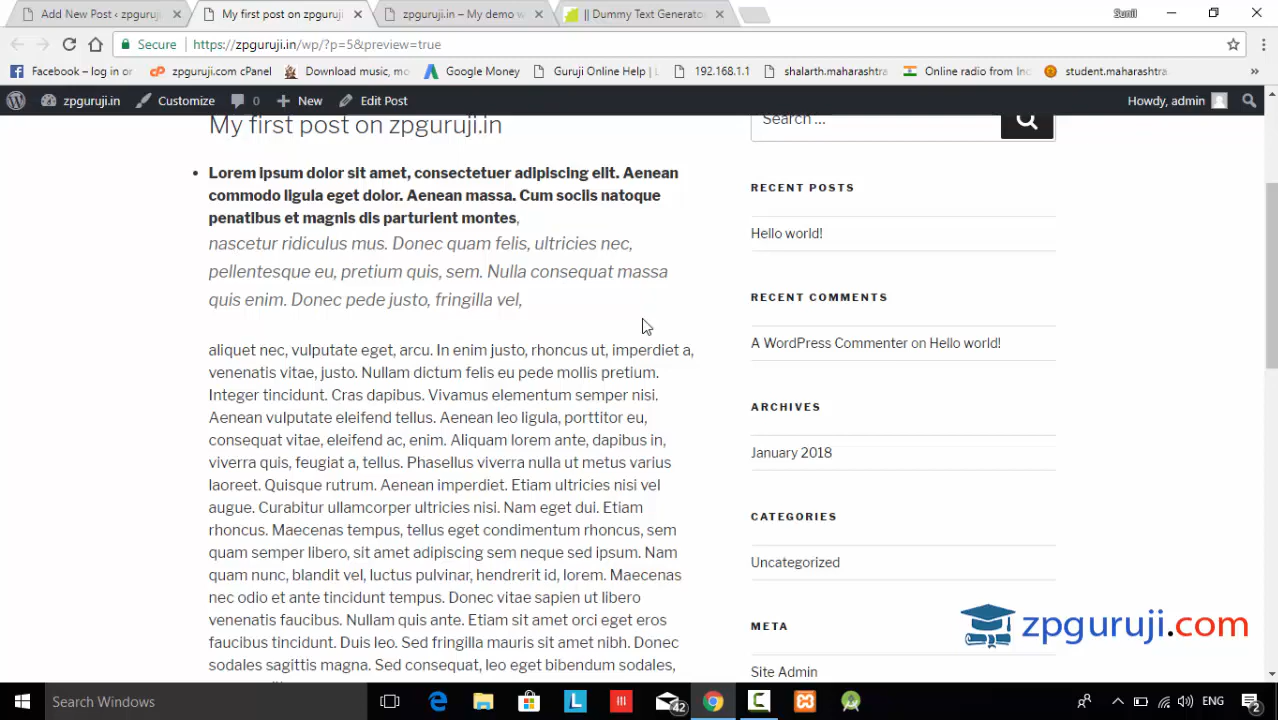 Add New Post ‹ zpguruji
My first post on zpguruji
zpguruji.in – My demo w
|| Dummy Text Generator
Sunil
Secure
https://zpguruji.in/wp/?p=5&preview=true
Facebook – log in or
zpguruji.com cPanel
Download music, mo
Google Money
Guruji Online Help | L
192.168.1.1
shalarth.maharashtra
Online radio from Ind
student.maharashtra.
»
zpguruji.in
Customize
0
New
Edit Post
Howdy, admin
My first post on zpguruji.in
Lorem ipsum dolor sit amet, consectetuer adipiscing elit. Aenean
commodo ligula eget dolor. Aenean massa. Cum sociis natoque
penatibus et magnis dis parturient montes,
nascetur ridiculus mus. Donec quam felis, ultricies nec,
pellentesque eu, pretium quis, sem. Nulla consequat massa
quis enim. Donec pede justo, fringilla vel,
aliquet nec, vulputate eget, arcu. In enim justo, rhoncus ut, imperdiet a,
venenatis vitae, justo. Nullam dictum felis eu pede mollis pretium.
Integer tincidunt. Cras dapibus. Vivamus elementum semper nisi.
Aenean vulputate eleifend tellus. Aenean leo ligula, porttitor eu,
consequat vitae, eleifend ac, enim. Aliquam lorem ante, dapibus in,
viverra quis, feugiat a, tellus. Phasellus viverra nulla ut metus varius
laoreet. Quisque rutrum. Aenean imperdiet. Etiam ultricies nisi vel
augue. Curabitur ullamcorper ultricies nisi. Nam eget dui. Etiam
rhoncus. Maecenas tempus, tellus eget condimentum rhoncus, sem
quam semper libero, sit amet adipiscing sem neque sed ipsum. Nam
quam nunc, blandit vel, luctus pulvinar, hendrerit id, lorem. Maecenas
nec odio et ante tincidunt tempus. Donec vitae sapien ut libero
venenatis faucibus. Nullam quis ante. Etiam sit amet orci eget eros
faucibus tincidunt. Duis leo. Sed fringilla mauris sit amet nibh. Donec
sodales sagittis magna. Sed consequat, leo eget bibendum sodales,
Search …
RECENT POSTS
Hello world!
RECENT COMMENTS
A WordPress Commenter on Hello world!
ARCHIVES
January 2018
CATEGORIES
Uncategorized
META
Site Admin
zpguruji.com
Search Windows
L
42
ENG
2